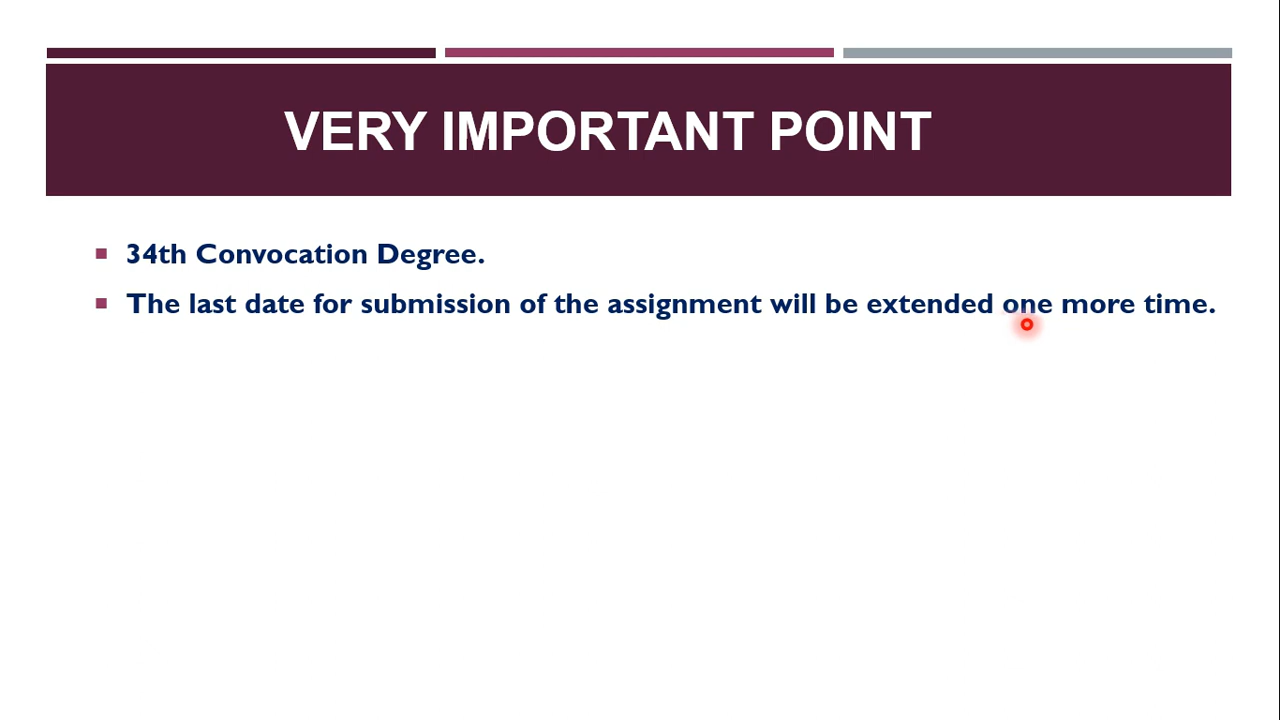 VERY IMPORTANT POINT
34th Convocation Degree.
The last date for submission of the assignment will be extended one more time.